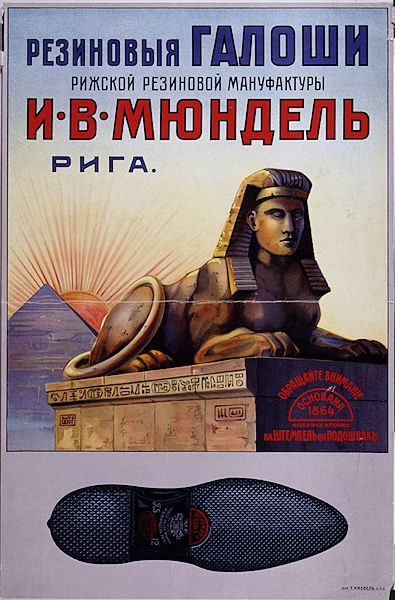 РЕЗИНОВЫЯ ГАЛОШИ
РИЖСКОЙ РЕЗИНОВОЙ МАНУФАКТУРЫ
И·В·МЮНДЕЛЬ
РИГА.
ОБРАЩАЙТЕ ВНИМАНІЕ
ОСНОВАНА
1864
НА ШТЕМПЕЛЬ НА ПОДОШВАХЪ